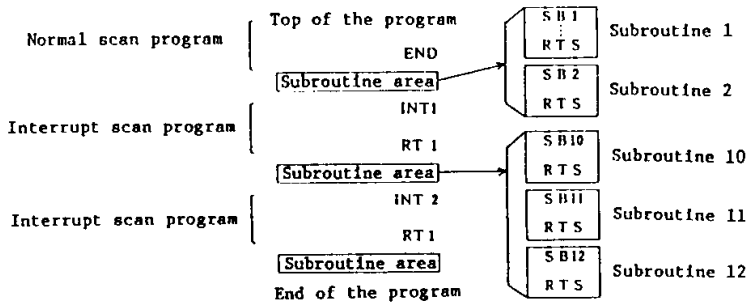 Normal scan program
Top of the program
END
Subroutine area
Interrupt scan program
INT1
RT 1
Subroutine area
Interrupt scan program
INT 2
RT1
Subroutine area
End of the program
SB1
RTS
Subroutine 1
SB2
RTS
Subroutine 2
SB10
RTS
Subroutine 10
SB11
RTS
Subroutine 11
SB12
RTS
Subroutine 12